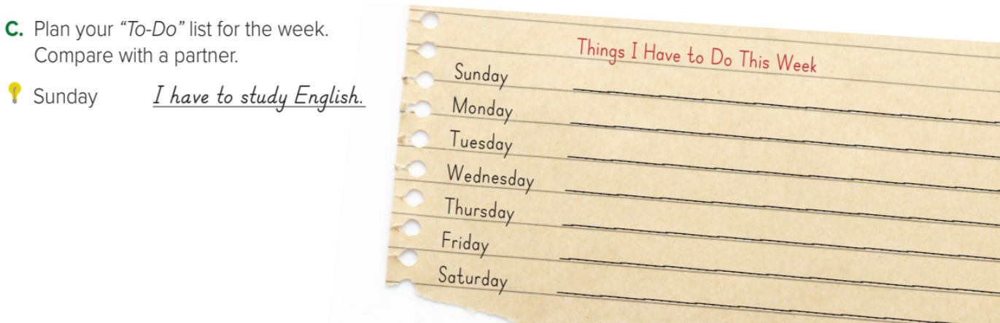 C. Plan your "To-Do" list for the week.
Compare with a partner.
Sunday I have to study English.
Things I Have to Do This Week
Sunday
Monday
Tuesday
Wednesday
Thursday
Friday
Saturday